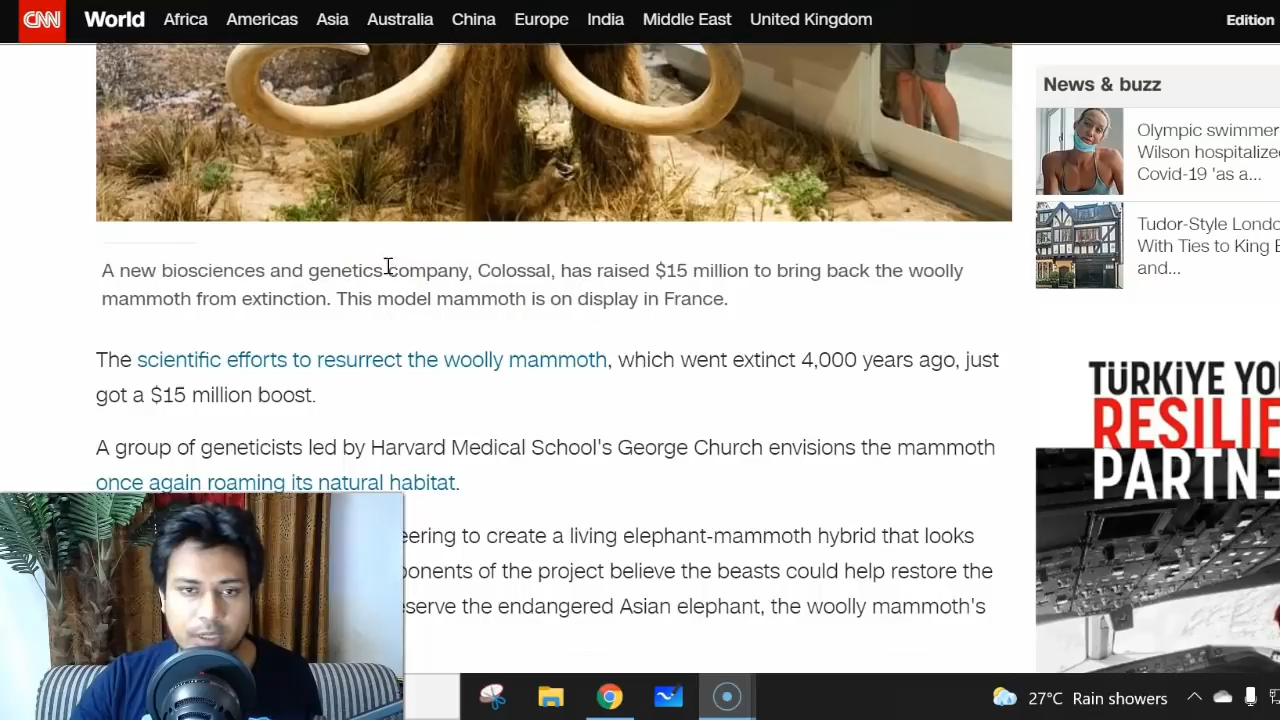 CNN World Africa Americas Asia Australia China Europe India Middle East United Kingdom Edition
News & buzz
Olympic swimmer
Wilson hospitalize
Covid-19 'as a...
Tudor-Style Londo
With Ties to King E
and...
A new biosciences and genetics company, Colossal, has raised $15 million to bring back the woolly
mammoth from extinction. This model mammoth is on display in France.
The scientific efforts to resurrect the woolly mammoth, which went extinct 4,000 years ago, just
got a $15 million boost.
A group of geneticists led by Harvard Medical School's George Church envisions the mammoth
once again roaming its natural habitat.
eering to create a living elephant-mammoth hybrid that looks
ponents of the project believe the beasts could help restore the
eserve the endangered Asian elephant, the woolly mammoth's
TÜRKİYE YOU
RESILIE
PARTNE
27°C Rain showers